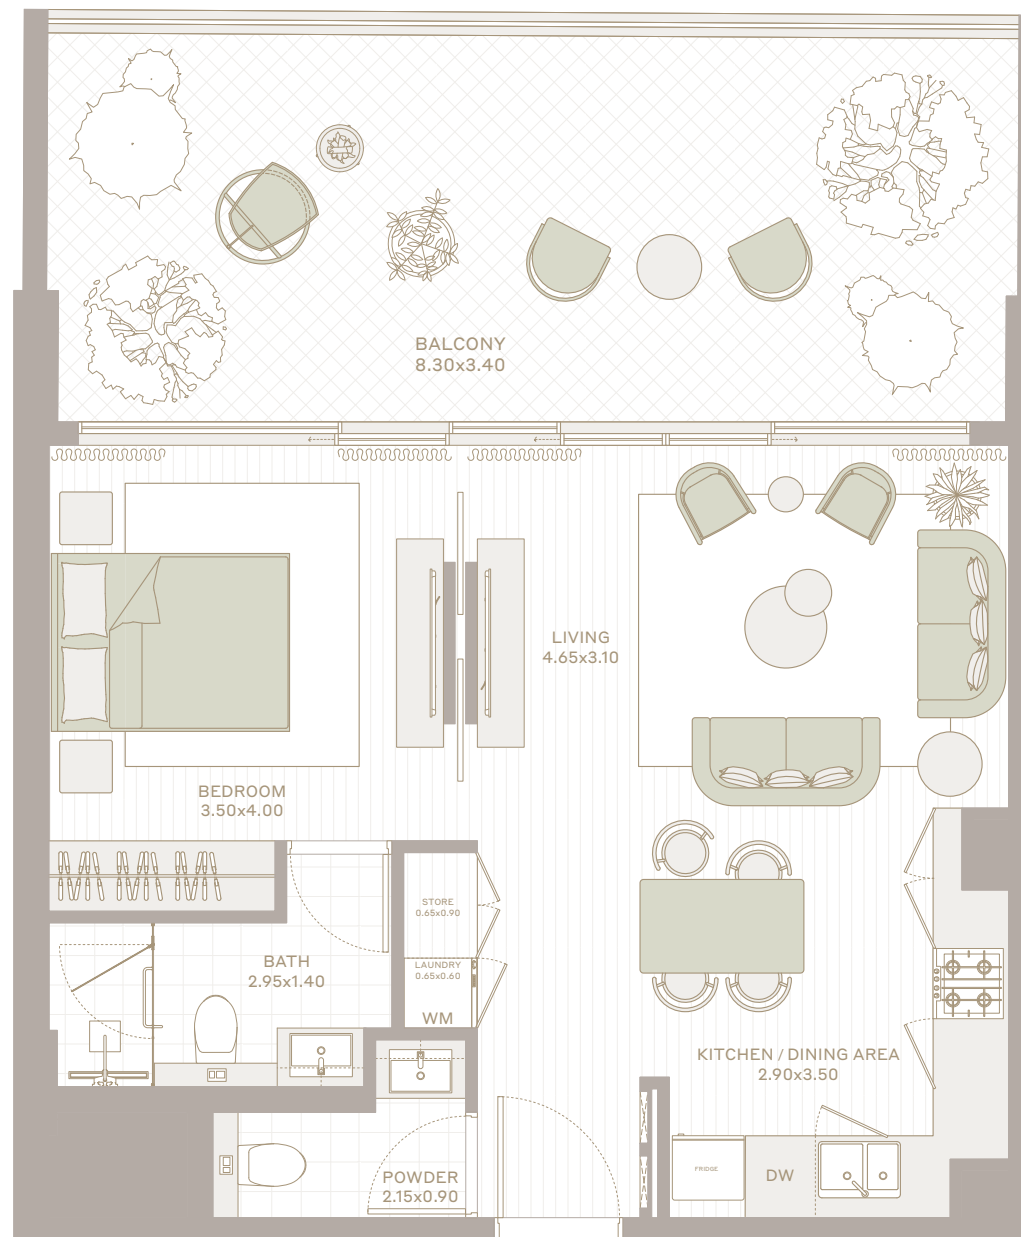 BALCONY
8.30x3.40
LIVING
4.65x3.10
BEDROOM
3.50x4.00
STORE
0.65x0.90
BATH
2.95x1.40
LAUNDRY
0.65x0.60
WM
KITCHEN / DINING AREA
2.90x3.50
POWDER
2.15x0.90
FRIDGE
DW